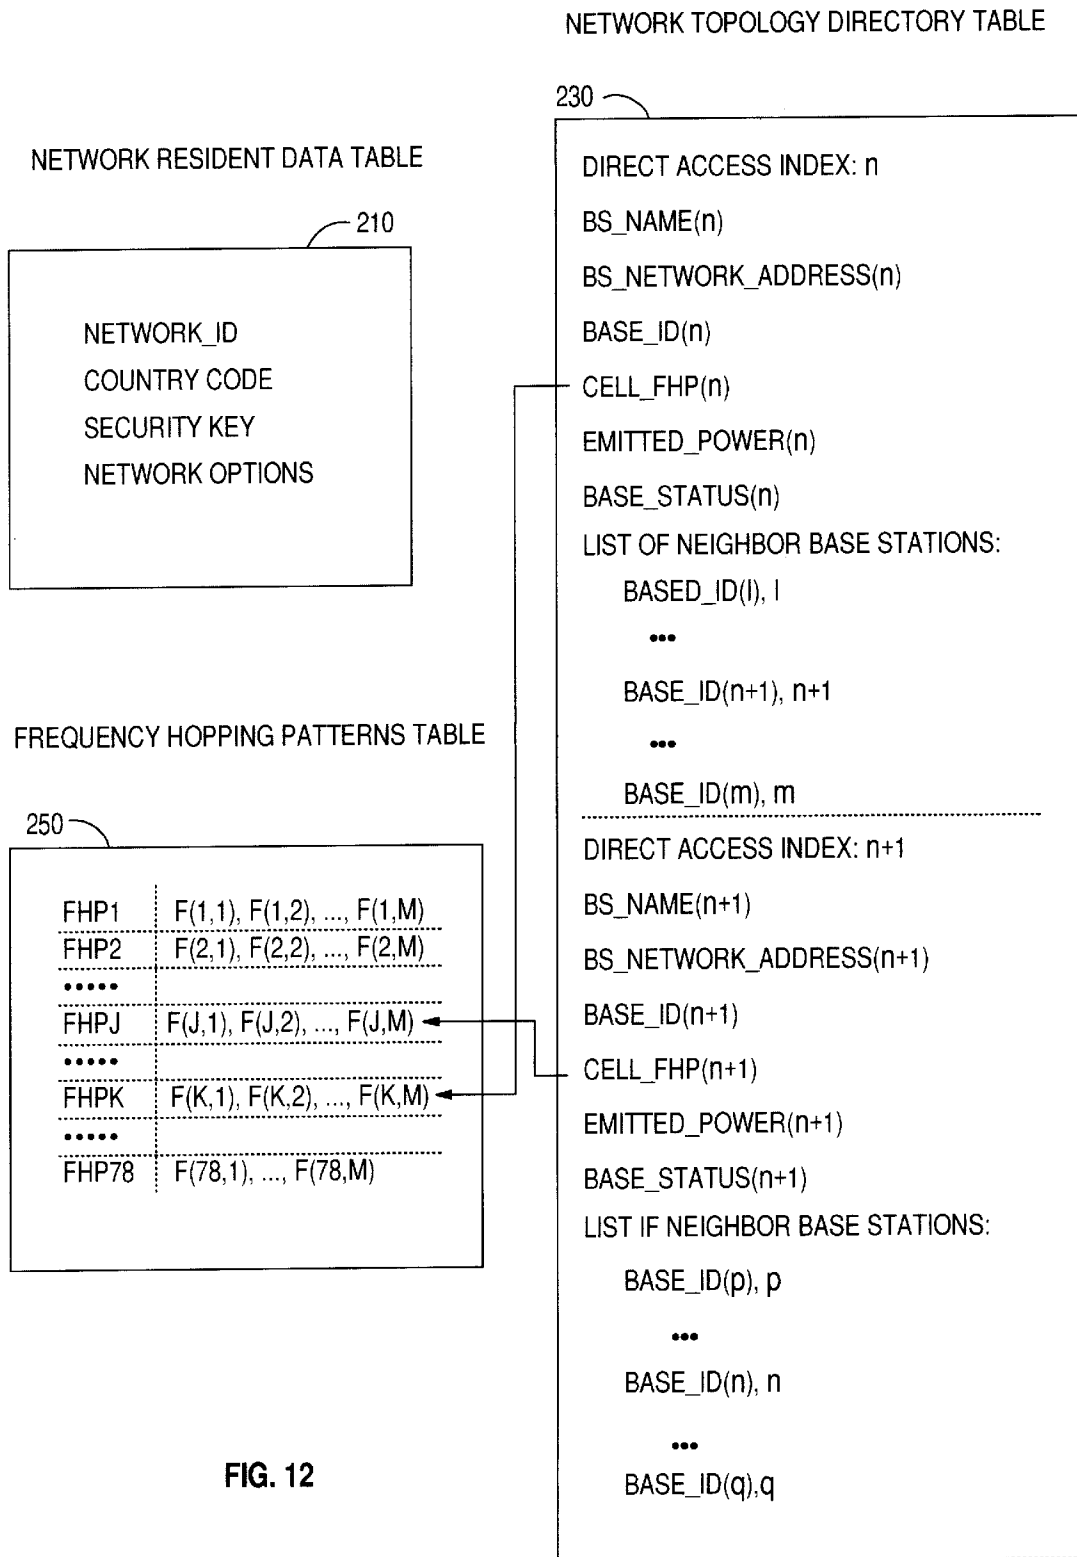 NETWORK TOPOLOGY DIRECTORY TABLE
230
DIRECT ACCESS INDEX: n
BS_NAME(n)
BS_NETWORK_ADDRESS(n)
BASE_ID(n)
CELL_FHP(n)
EMITTED_POWER(n)
BASE_STATUS(n)
LIST OF NEIGHBOR BASE STATIONS:
BASED_ID(l), l
•••
BASE_ID(n+1), n+1
•••
BASE_ID(m), m
DIRECT ACCESS INDEX: n+1
BS_NAME(n+1)
BS_NETWORK_ADDRESS(n+1)
BASE_ID(n+1)
CELL_FHP(n+1)
EMITTED_POWER(n+1)
BASE_STATUS(n+1)
LIST IF NEIGHBOR BASE STATIONS:
BASE_ID(p), p
•••
BASE_ID(n), n
•••
BASE_ID(q),q
NETWORK RESIDENT DATA TABLE
210
NETWORK_ID
COUNTRY CODE
SECURITY KEY
NETWORK OPTIONS
FREQUENCY HOPPING PATTERNS TABLE
250
FHP1 F(1,1), F(1,2), ..., F(1,M)
FHP2 F(2,1), F(2,2), ..., F(2,M)
•••••
FHPJ F(J,1), F(J,2), ..., F(J,M)
•••••
FHPK F(K,1), F(K,2), ..., F(K,M)
•••••
FHP78 F(78,1), ..., F(78,M)
FIG. 12